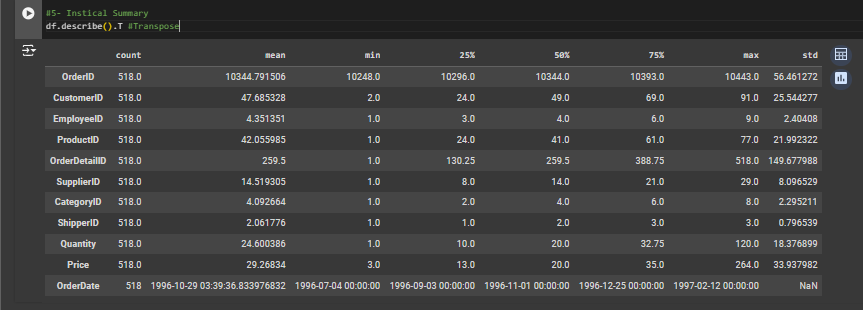 #5- Instical Summary
df.describe().T #Transpose
count mean min 25% 50% 75% max std
OrderID 518.0 10344.791506 10248.0 10296.0 10344.0 10393.0 10443.0 56.461272
CustomerID 518.0 47.685328 2.0 24.0 49.0 69.0 91.0 25.544277
EmployeeID 518.0 4.351351 1.0 3.0 4.0 6.0 9.0 2.40408
ProductID 518.0 42.055985 1.0 24.0 41.0 61.0 77.0 21.992322
OrderDetailID 518.0 259.5 1.0 130.25 259.5 388.75 518.0 149.677988
SupplierID 518.0 14.519305 1.0 8.0 14.0 21.0 29.0 8.096529
CategoryID 518.0 4.092664 1.0 2.0 4.0 6.0 8.0 2.295211
ShipperID 518.0 2.061776 1.0 1.0 2.0 3.0 3.0 0.796539
Quantity 518.0 24.600386 1.0 10.0 20.0 32.75 120.0 18.376899
Price 518.0 29.26834 3.0 13.0 20.0 35.0 264.0 33.937982
OrderDate 518 1996-10-29 03:39:36.833976832 1996-07-04 00:00:00 1996-09-03 00:00:00 1996-11-01 00:00:00 1996-12-25 00:00:00 1997-02-12 00:00:00 NaN